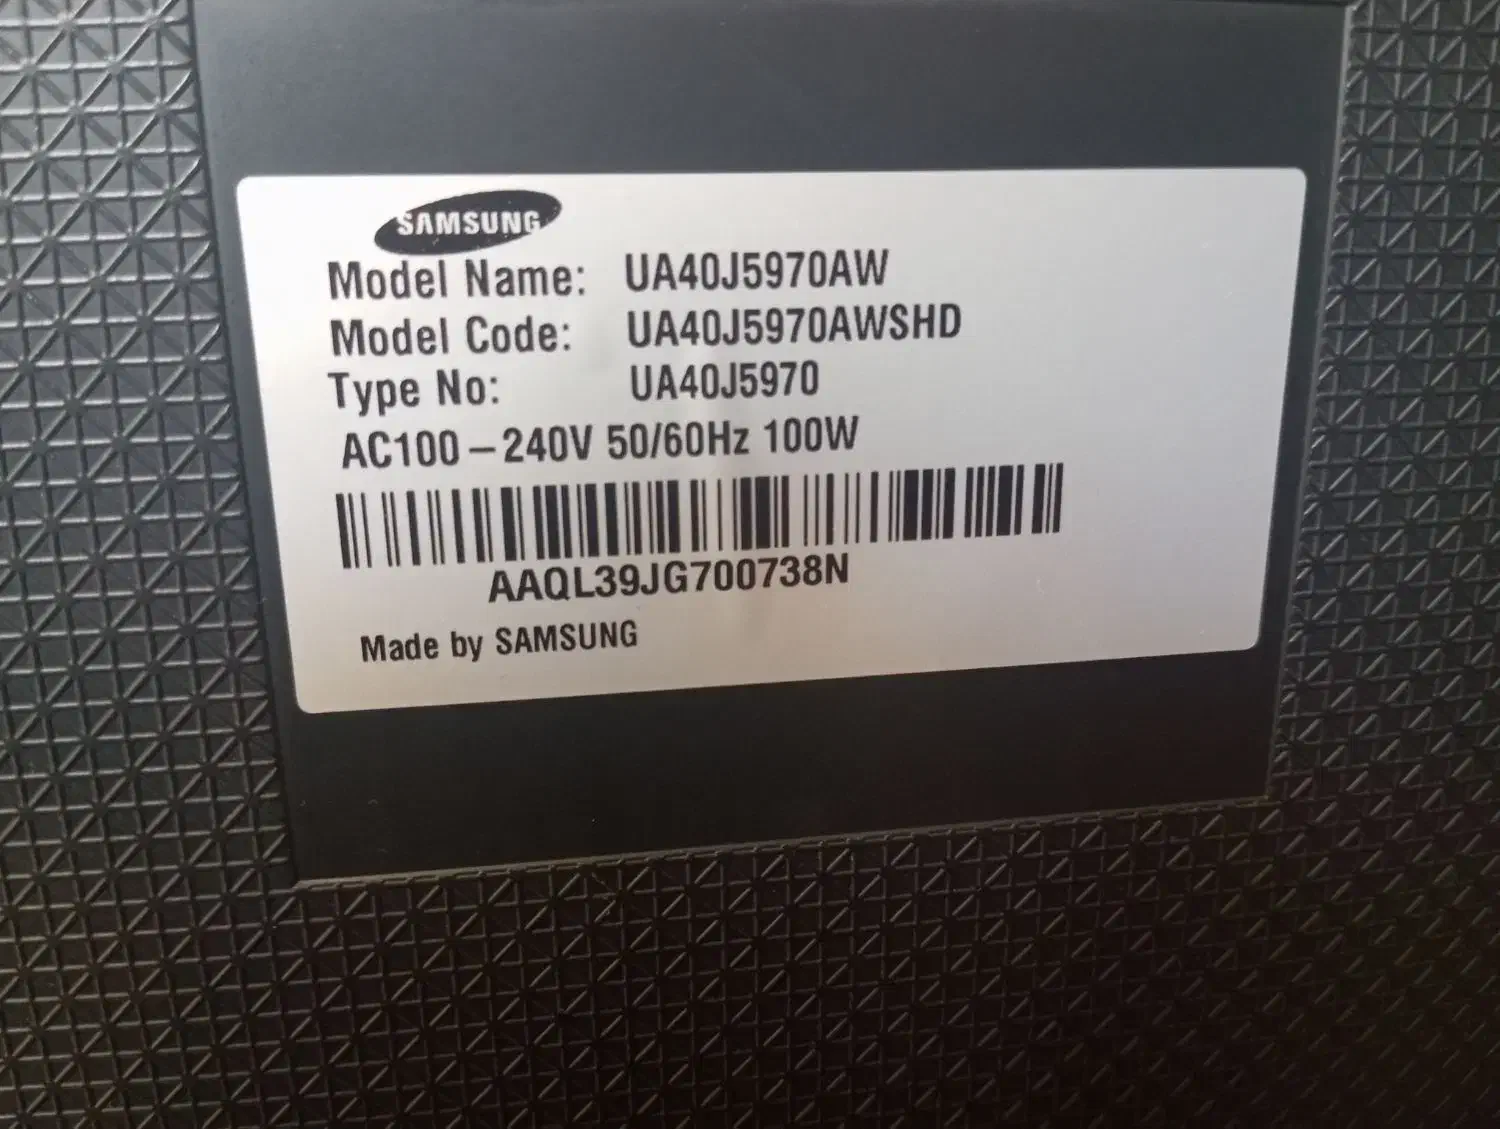 SAMSUNG
Model Name: UA40J5970AW
Model Code: UA40J5970AWSHD
Type No: UA40J5970
AC100–240V 50/60Hz 100W
AAQL39JG700738N
Made by SAMSUNG